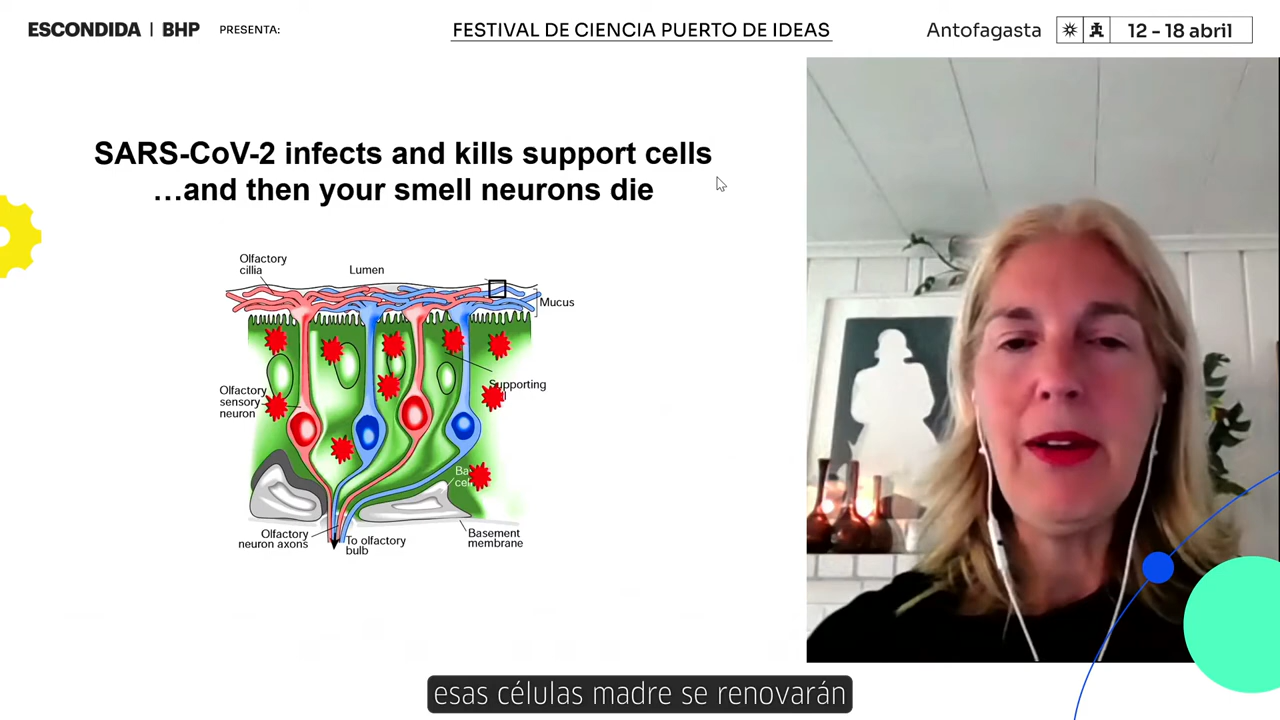 ESCONDIDA | BHP PRESENTA:
FESTIVAL DE CIENCIA PUERTO DE IDEAS
Antofagasta
12 - 18 abril
SARS-CoV-2 infects and kills support cells
…and then your smell neurons die
Olfactory
cillia
Lumen
Mucus
Supporting
Olfactory
sensory
neuron
Olfactory
neuron axons
To olfactory
bulb
Basement
membrane
esas células madre se renovarán